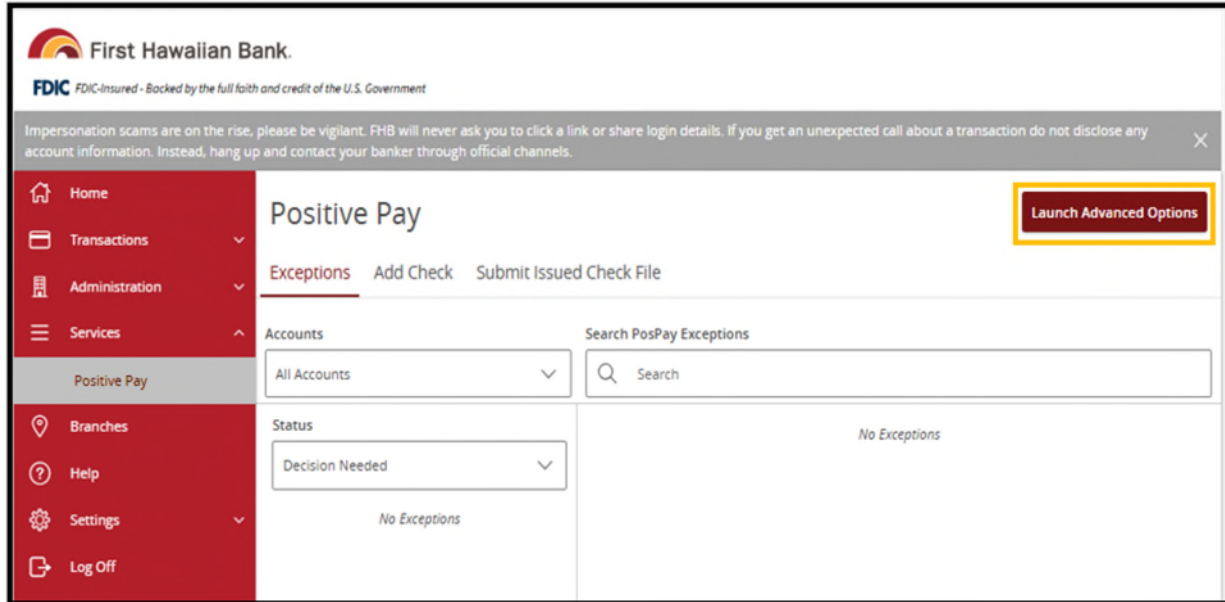 First Hawaiian Bank.
FDIC FDIC-Insured - Backed by the full faith and credit of the U.S. Government
Impersonation scams are on the rise, please be vigilant. FHB will never ask you to click a link or share login details. If you get an unexpected call about a transaction do not disclose any
account information. Instead, hang up and contact your banker through official channels.
Home
Transactions
Administration
Services
Positive Pay
Branches
Help
Settings
Log Off
Positive Pay
Launch Advanced Options
Exceptions Add Check Submit Issued Check File
Accounts
All Accounts
Search PosPay Exceptions
Search
Status
Decision Needed
No Exceptions
No Exceptions